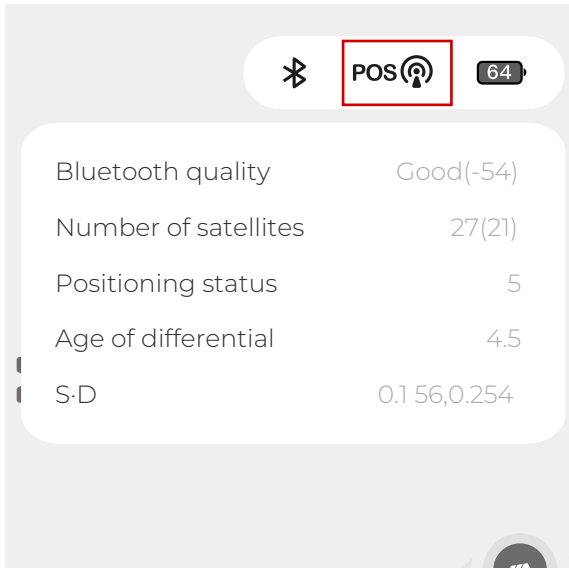 POS 64
Bluetooth quality Good(-54)
Number of satellites 27(21)
Positioning status 5
Age of differential 4.5
S·D 0.1 56,0.254